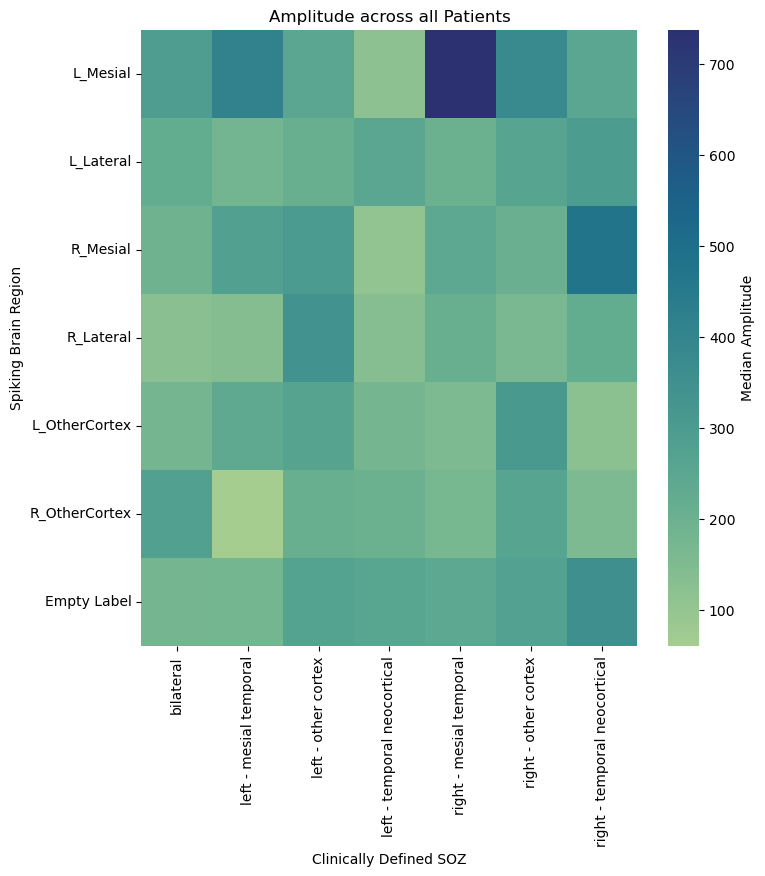 Amplitude across all Patients
Spiking Brain Region
L_Mesial
L_Lateral
R_Mesial
R_Lateral
L_OtherCortex
R_OtherCortex
Empty Label
bilateral
left - mesial temporal
left - other cortex
left - temporal neocortical
right - mesial temporal
right - other cortex
right - temporal neocortical
Clinically Defined SOZ
700
600
500
400
300
200
100
Median Amplitude